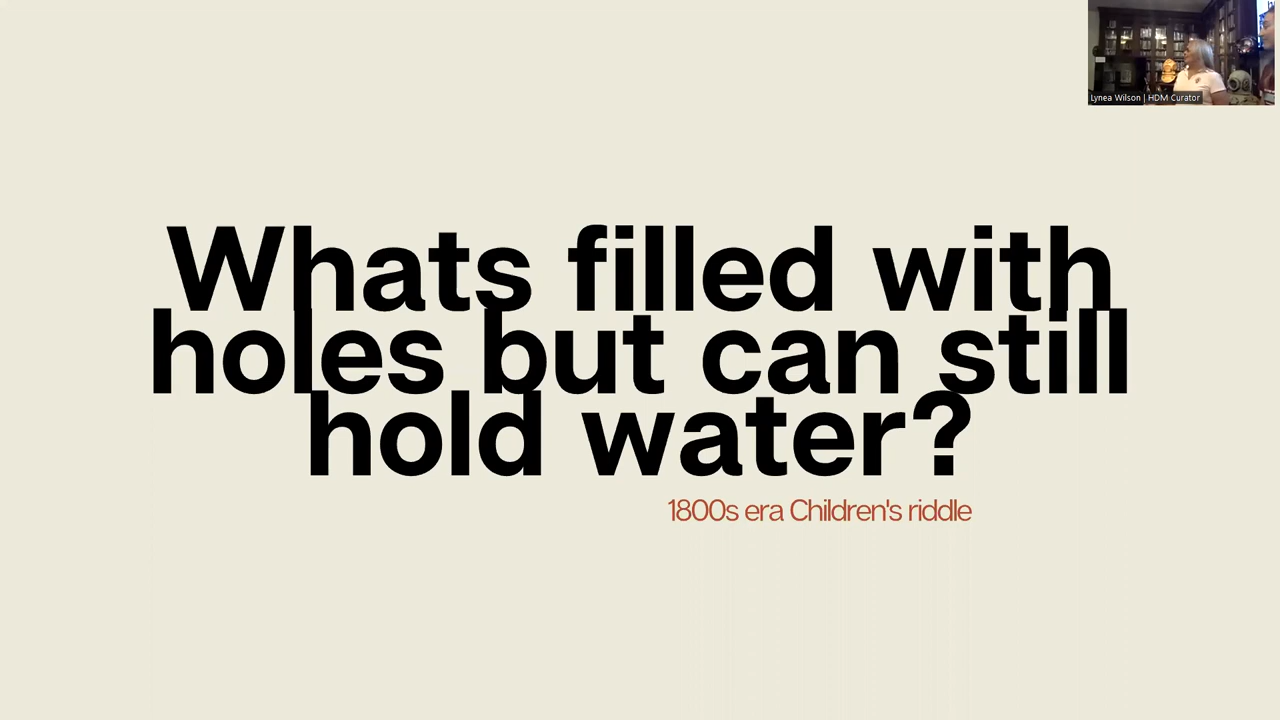 Lynea Wilson | HDM Curator
Whats filled with
holes but can still
hold water?
1800s era Children's riddle